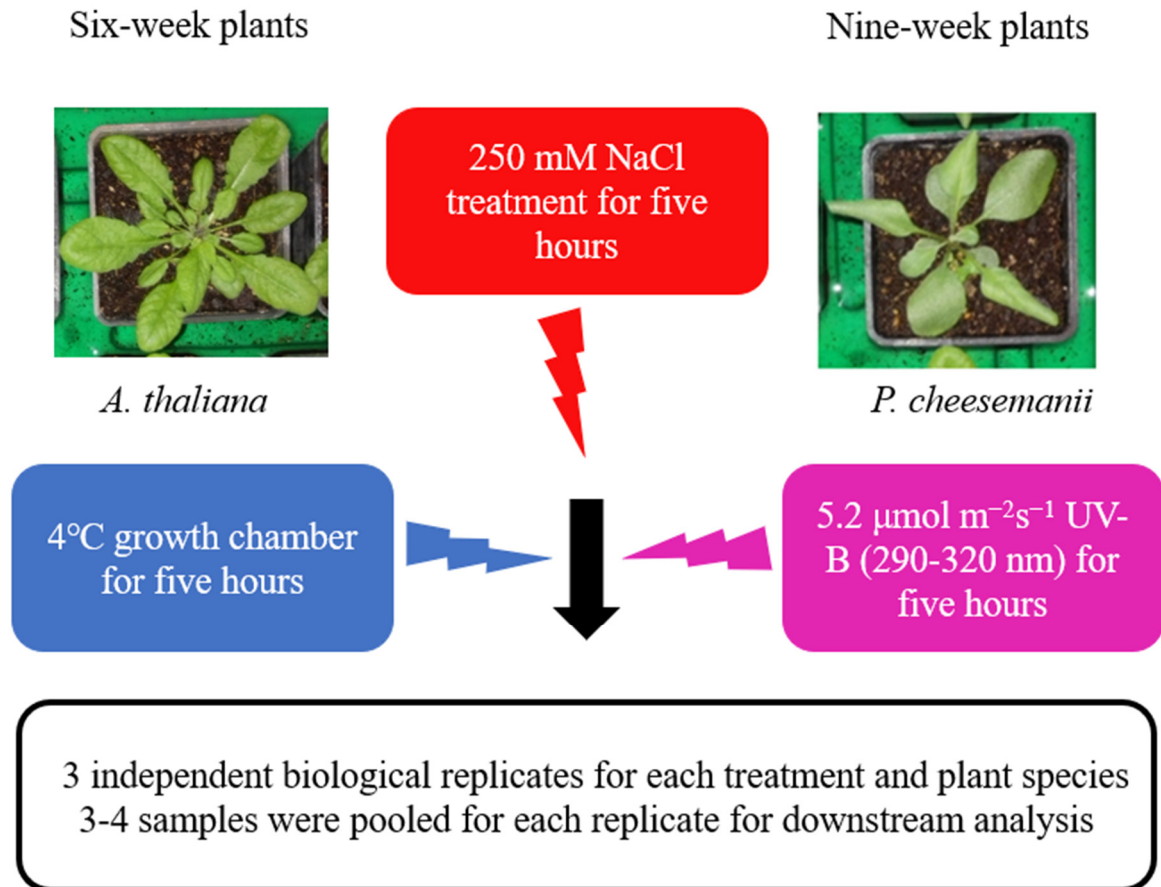 Six-week plants
Nine-week plants
250 mM NaCl
treatment for five
hours
A. thaliana
P. cheesemanii
4°C growth chamber
for five hours
5.2 μmol m⁻²s⁻¹ UV-
B (290-320 nm) for
five hours
3 independent biological replicates for each treatment and plant species
3-4 samples were pooled for each replicate for downstream analysis